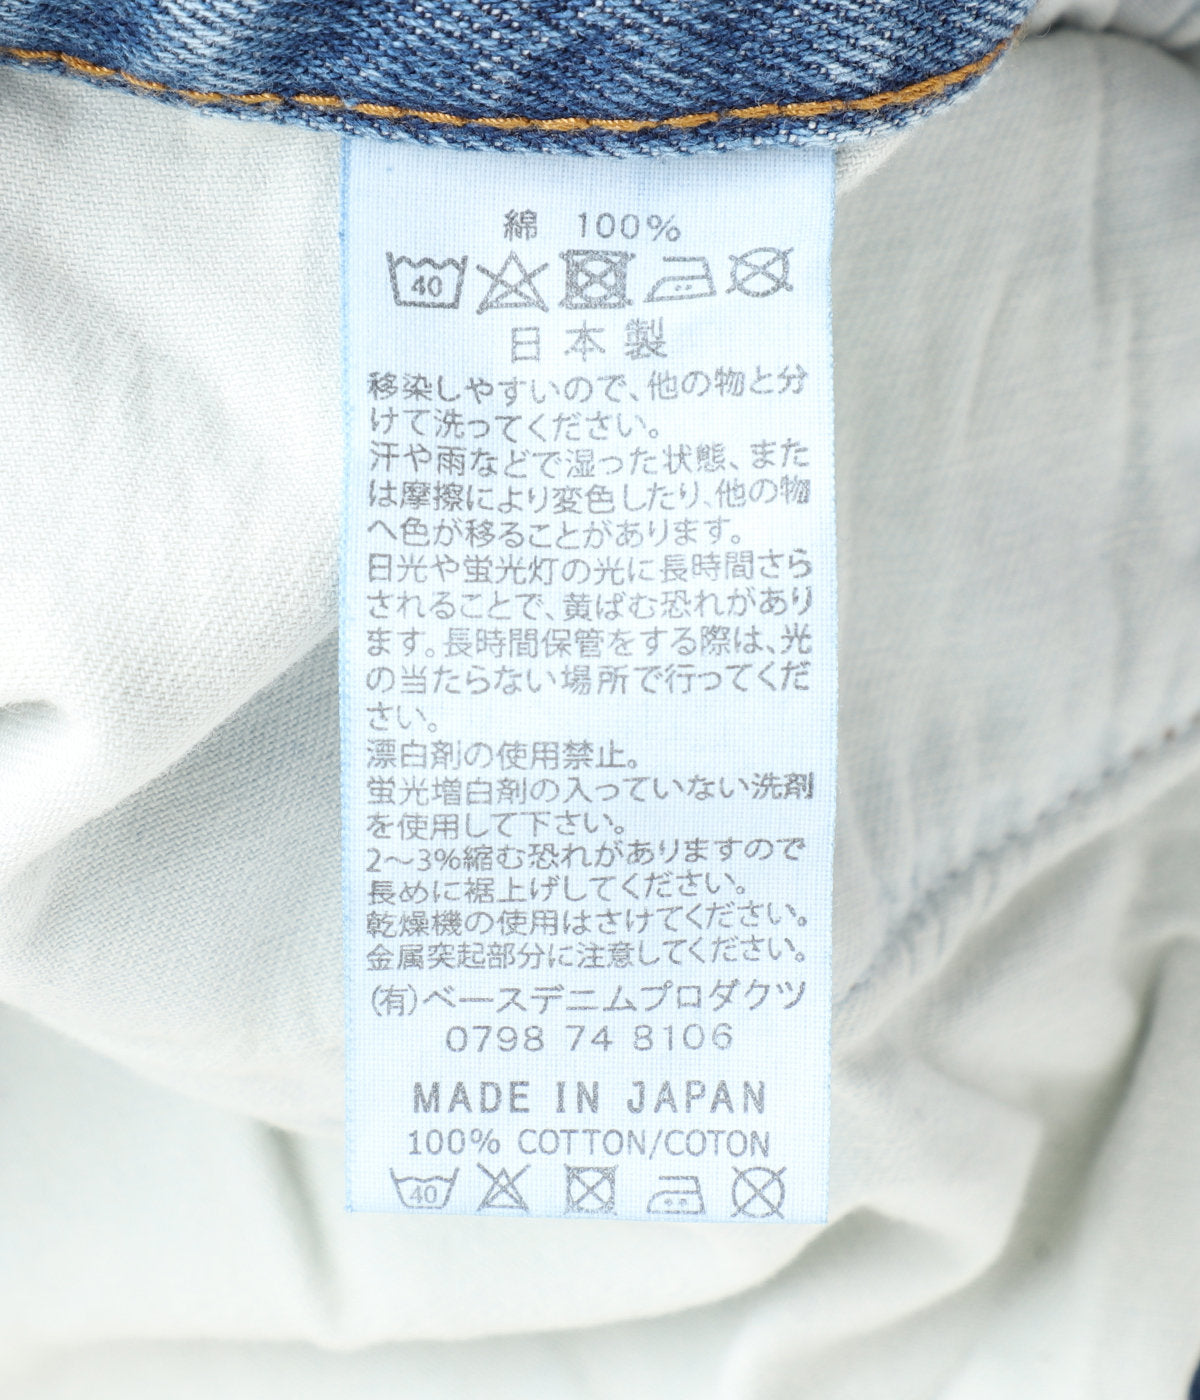 綿 100%
40
日本製
移染しやすいので、他の物と分
けて洗ってください。
汗や雨などで湿った状態、また
は摩擦により変色したり、他の物
へ色が移ることがあります。
日光や蛍光灯の光に長時間さら
されることで、黄ばむ恐れがあり
ます。長時間保管をする際は、光
の当たらない場所で行ってくだ
さい。
漂白剤の使用禁止。
蛍光増白剤の入っていない洗剤
を使用して下さい。
2〜3%縮む恐れがありますので
長めに裾上げしてください。
乾燥機の使用はさけてください。
金属突起部分に注意してください。
(有)ベースデニムプロダクツ
0798 74 8106
MADE IN JAPAN
100% COTTON/COTON
40